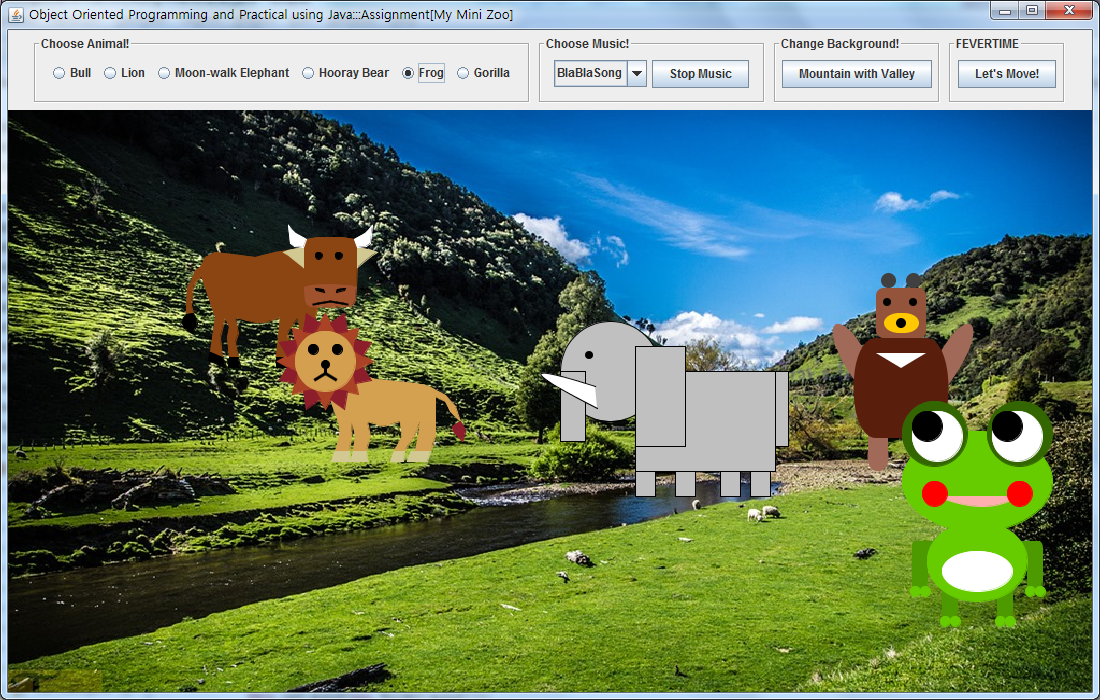 Object Oriented Programming and Practical using Java:::Assignment[My Mini Zoo]
Choose Animal!
Bull
Lion
Moon-walk Elephant
Hooray Bear
Frog
Gorilla
Choose Music!
BlaBlaSong
Stop Music
Change Background!
Mountain with Valley
FEVERTIME
Let's Move!